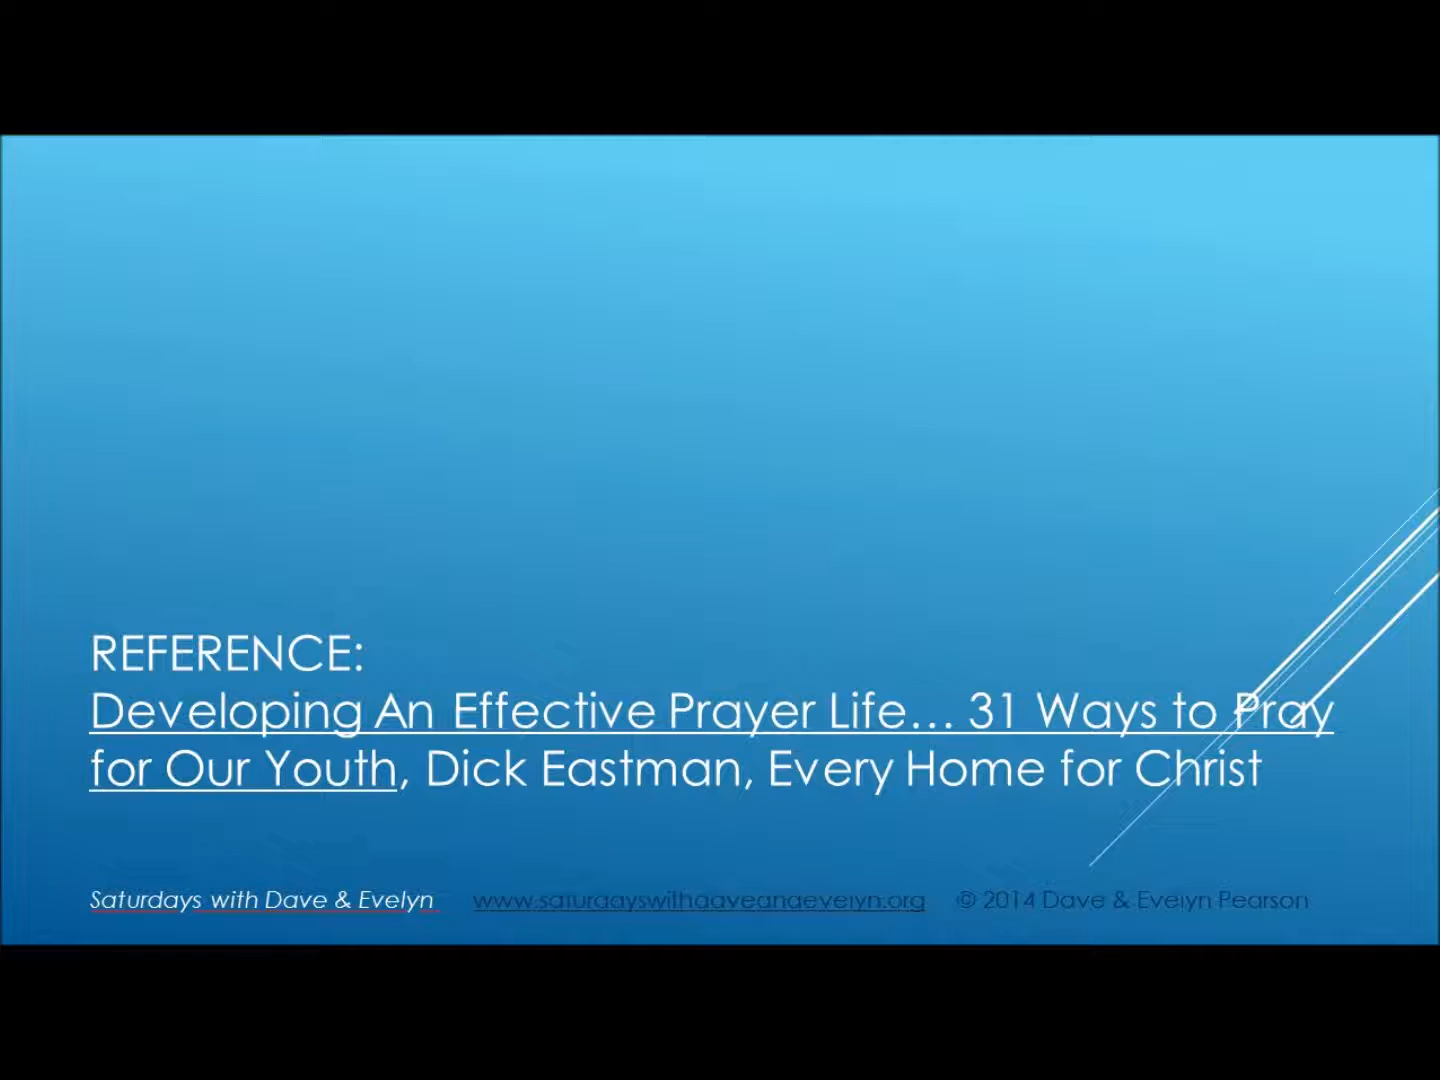 REFERENCE:
Developing An Effective Prayer Life... 31 Ways to Pray
for Our Youth, Dick Eastman, Every Home for Christ
Saturdays with Dave & Evelyn www.saturdayswithdaveandevelyn.org © 2014 Dave & Evelyn Pearson